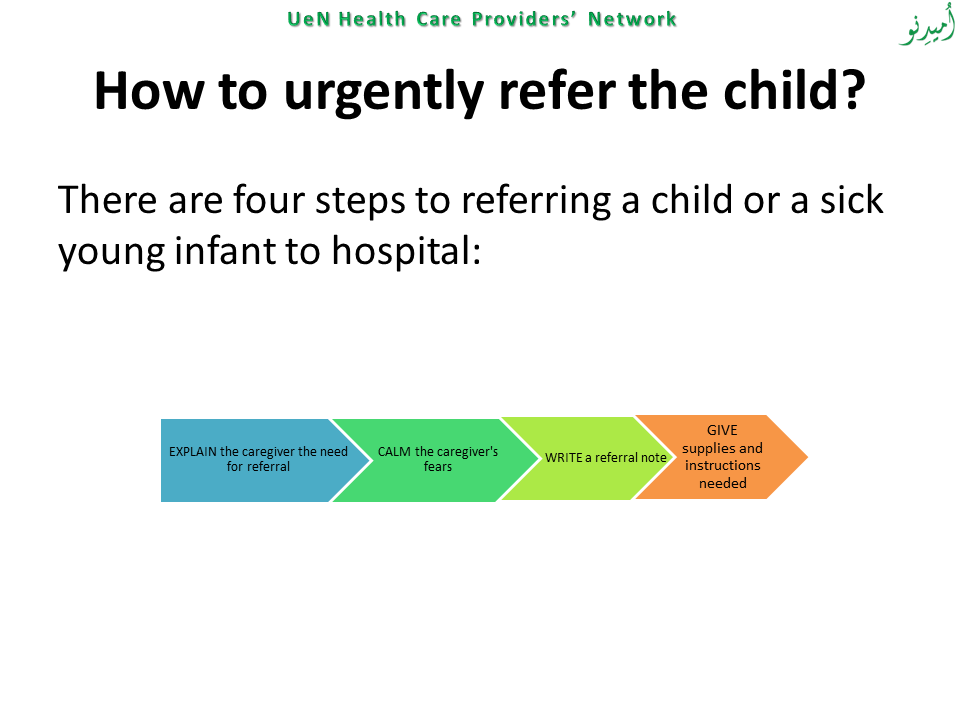 UeN Health Care Providers’ Network
اُميدِنو
How to urgently refer the child?
There are four steps to referring a child or a sick
young infant to hospital:
EXPLAIN the caregiver the need
for referral
CALM the caregiver's
fears
WRITE a referral note
GIVE
supplies and
instructions
needed